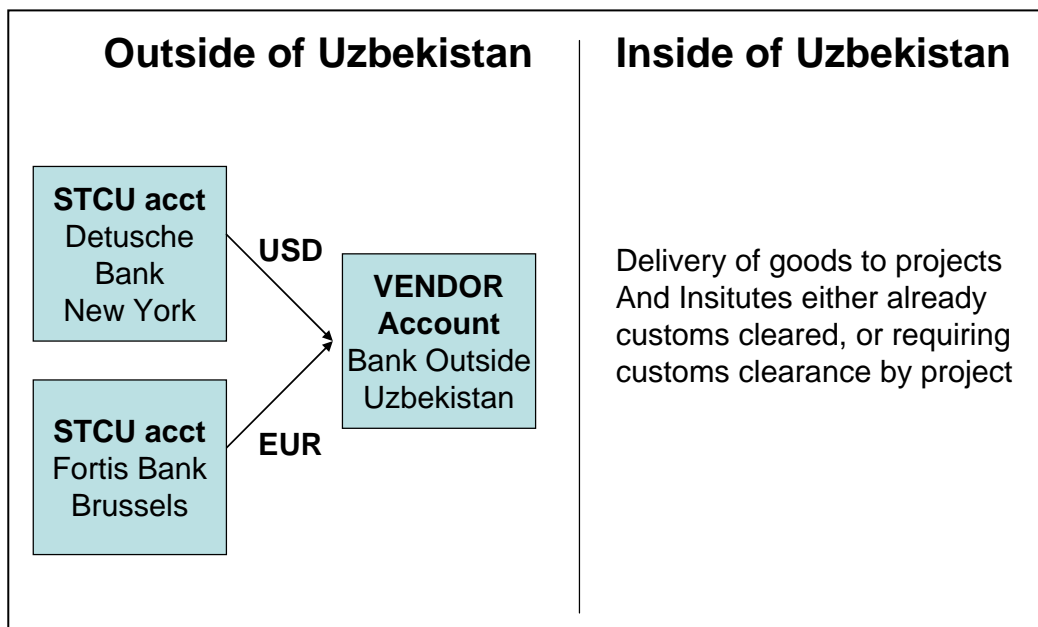 Outside of Uzbekistan
Inside of Uzbekistan
STCU acct
Detusche
Bank
New York
USD
VENDOR
Account
Bank Outside
Uzbekistan
STCU acct
Fortis Bank
Brussels
EUR
Delivery of goods to projects
And Insitutes either already
customs cleared, or requiring
customs clearance by project